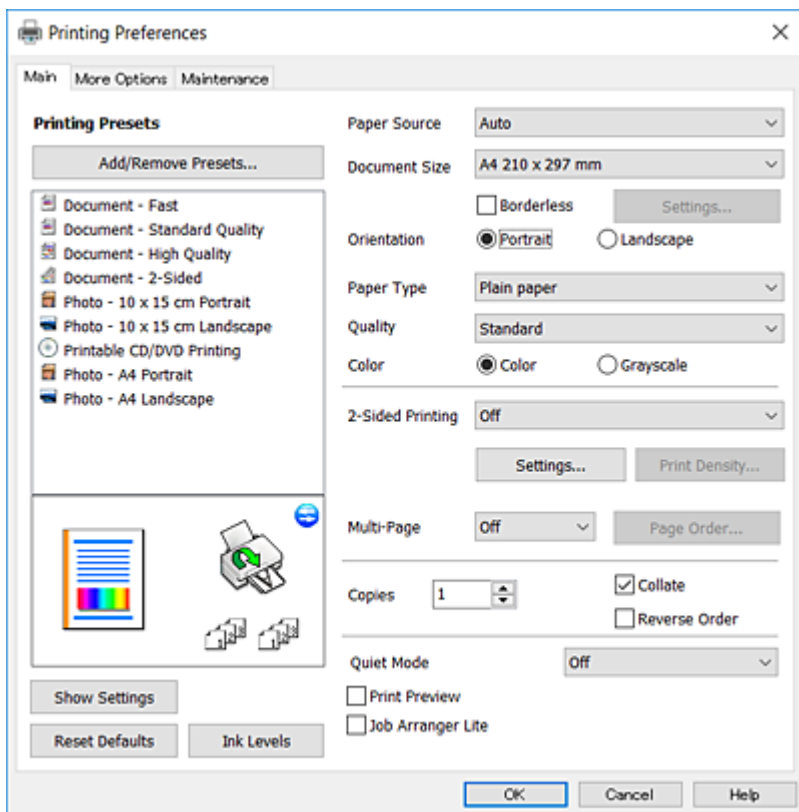 Printing Preferences
Main
More Options
Maintenance
Printing Presets
Add/Remove Presets...
Document - Fast
Document - Standard Quality
Document - High Quality
Document - 2-Sided
Photo - 10 x 15 cm Portrait
Photo - 10 x 15 cm Landscape
Printable CD/DVD Printing
Photo - A4 Portrait
Photo - A4 Landscape
Show Settings
Reset Defaults
Ink Levels
Paper Source
Auto
Document Size
A4 210 x 297 mm
Borderless
Settings...
Orientation
Portrait
Landscape
Paper Type
Plain paper
Quality
Standard
Color
Color
Grayscale
2-Sided Printing
Off
Settings...
Print Density...
Multi-Page
Off
Page Order...
Copies
1
Collate
Reverse Order
Quiet Mode
Off
Print Preview
Job Arranger Lite
OK
Cancel
Help